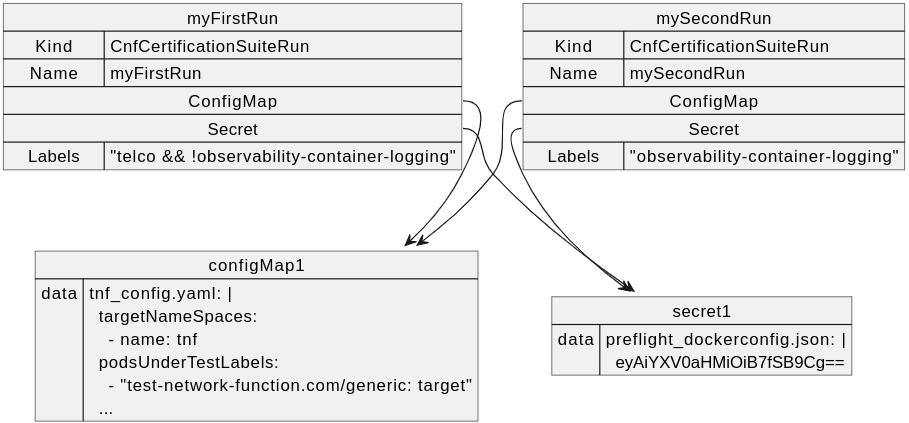 myFirstRun
Kind CnfCertificationSuiteRun
Name myFirstRun
ConfigMap
Secret
Labels "telco && !observability-container-logging"
mySecondRun
Kind CnfCertificationSuiteRun
Name mySecondRun
ConfigMap
Secret
Labels "observability-container-logging"
configMap1
data tnf_config.yaml: |
targetNameSpaces:
- name: tnf
podsUnderTestLabels:
- "test-network-function.com/generic: target"
...
secret1
data preflight_dockerconfig.json: |
eyAiYXV0aHMiOiB7fSB9Cg==